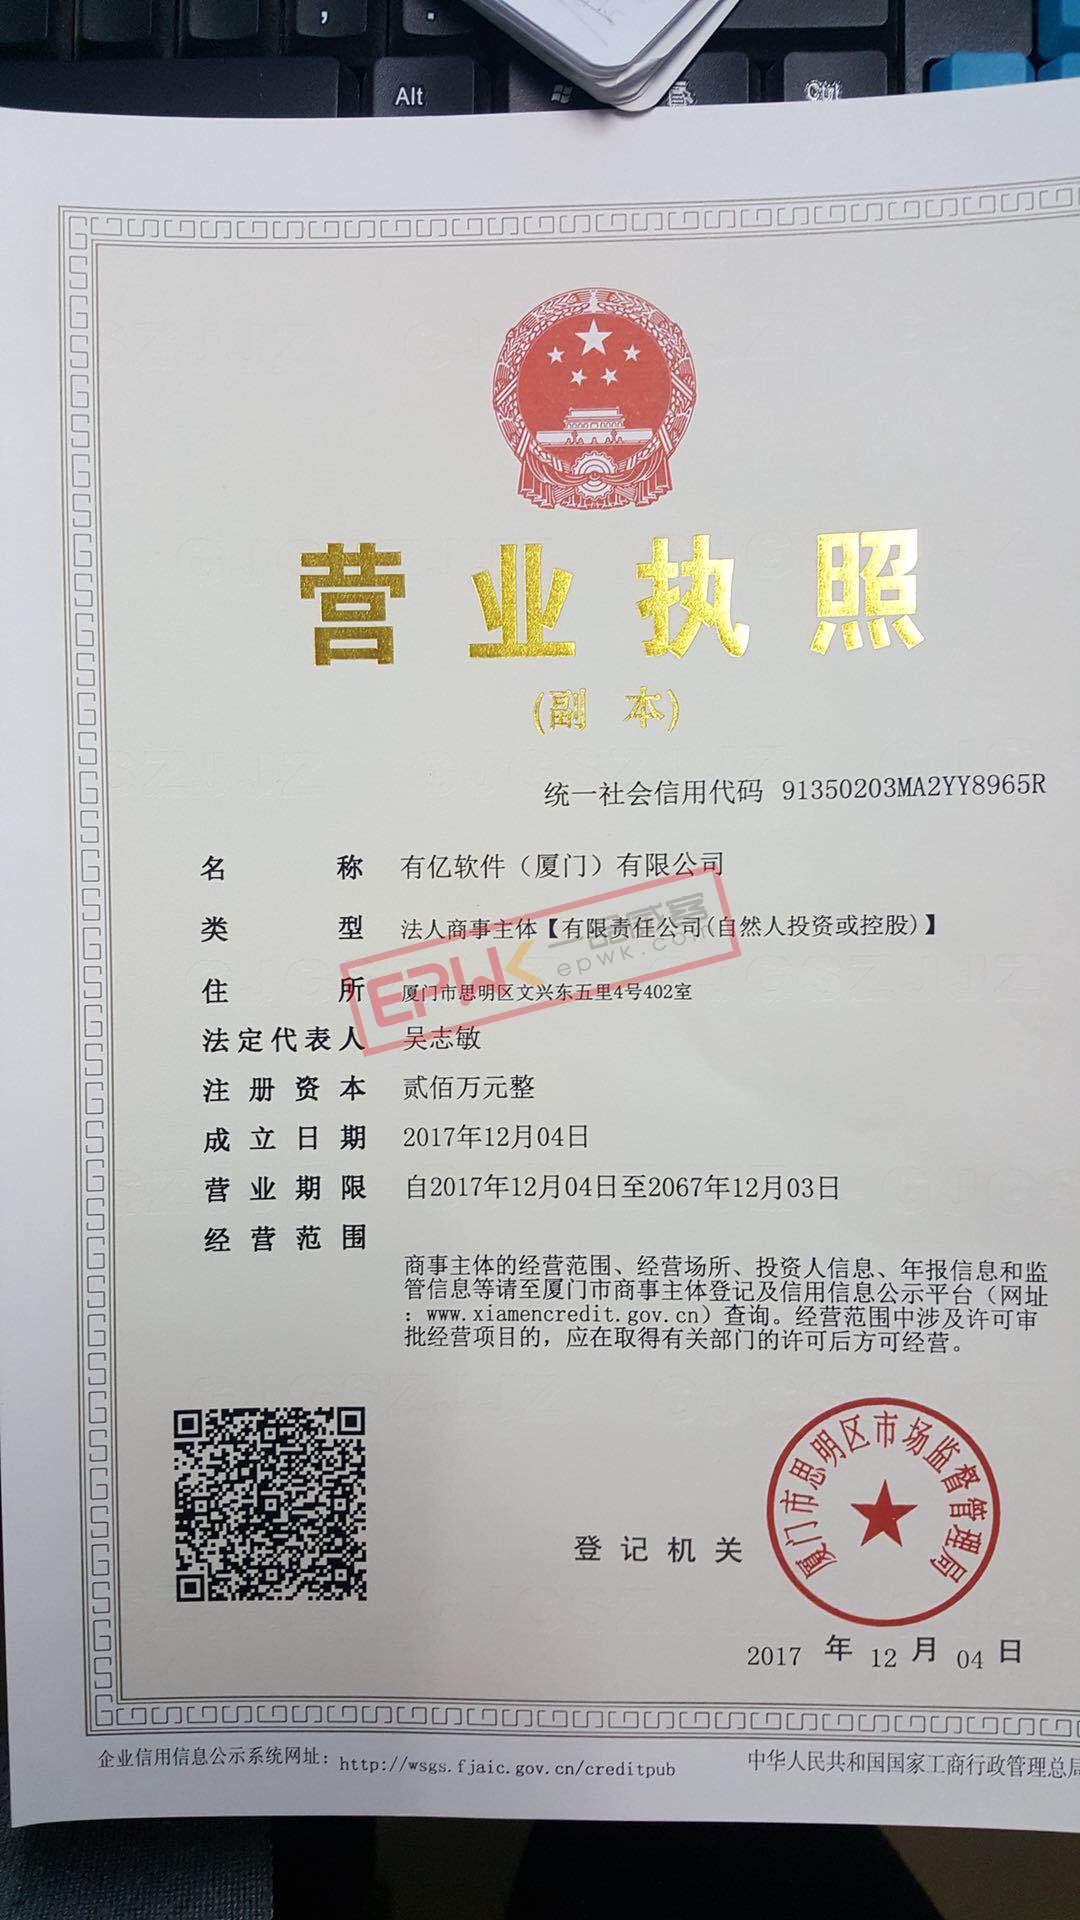 ,
.
Alt
Ctrl
营业执照
(副 本)
统一社会信用代码 91350203MA2YY8965R
名称 有亿软件（厦门）有限公司
类型 法人商事主体【有限责任公司(自然人投资或控股)】
住所 厦门市思明区文兴东五里4号402室
EPWK 一品威客
epwk.com
法定代表人 吴志敏
注册资本 贰佰万元整
成立日期 2017年12月04日
营业期限 自2017年12月04日至2067年12月03日
经营范围
商事主体的经营范围、经营场所、投资人信息、年报信息和监
管信息等请至厦门市商事主体登记及信用信息公示平台（网址
：www.xiamencredit.gov.cn）查询。经营范围中涉及许可审
批经营项目的，应在取得有关部门的许可后方可经营。
厦门市思明区市场监督管理局
登记机关
2017 年 12 月 04 日
企业信用信息公示系统网址：http://wsgs.fjaic.gov.cn/creditpub
中华人民共和国国家工商行政管理总局